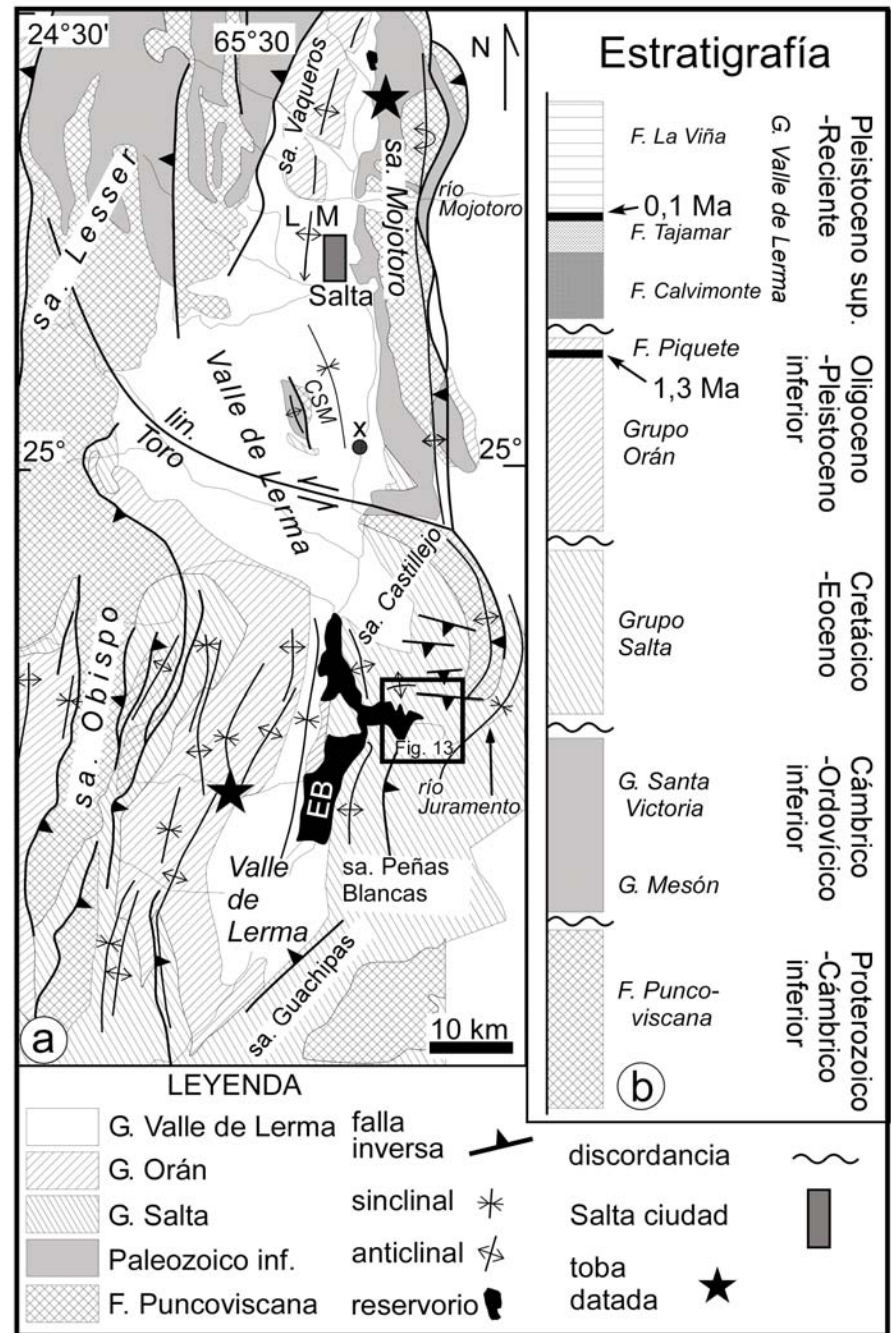 24°30'
65°30
N
sa. Vaqueros
sa. Lesser
sa. Mojotoro
río
Mojotoro
L
M
Salta
Valle de Lerma
CSM
x
lin.
Toro
25°
25°
sa. Castillejo
sa. Obispo
Fig. 13
EB
río
Juramento
sa. Peñas
Blancas
Valle
de
Lerma
sa. Guachipas
10 km
a
Estratigrafía
F. La Viña
0,1 Ma
F. Tajamar
F. Calvimonte
G. Valle de Lerma
Pleistoceno sup.
-Reciente
F. Piquete
1,3 Ma
Grupo
Orán
Oligoceno
-Pleistoceno
inferior
Grupo
Salta
Cretácico
-Eoceno
G. Santa
Victoria
G. Mesón
Cámbrico
-Ordovícico
inferior
F. Punco-
viscana
Proterozoico
-Cámbrico
inferior
b
LEYENDA
G. Valle de Lerma
G. Orán
G. Salta
Paleozoico inf.
F. Puncoviscana
falla
inversa
sinclinal
anticlinal
reservorio
discordancia
Salta ciudad
toba
datada